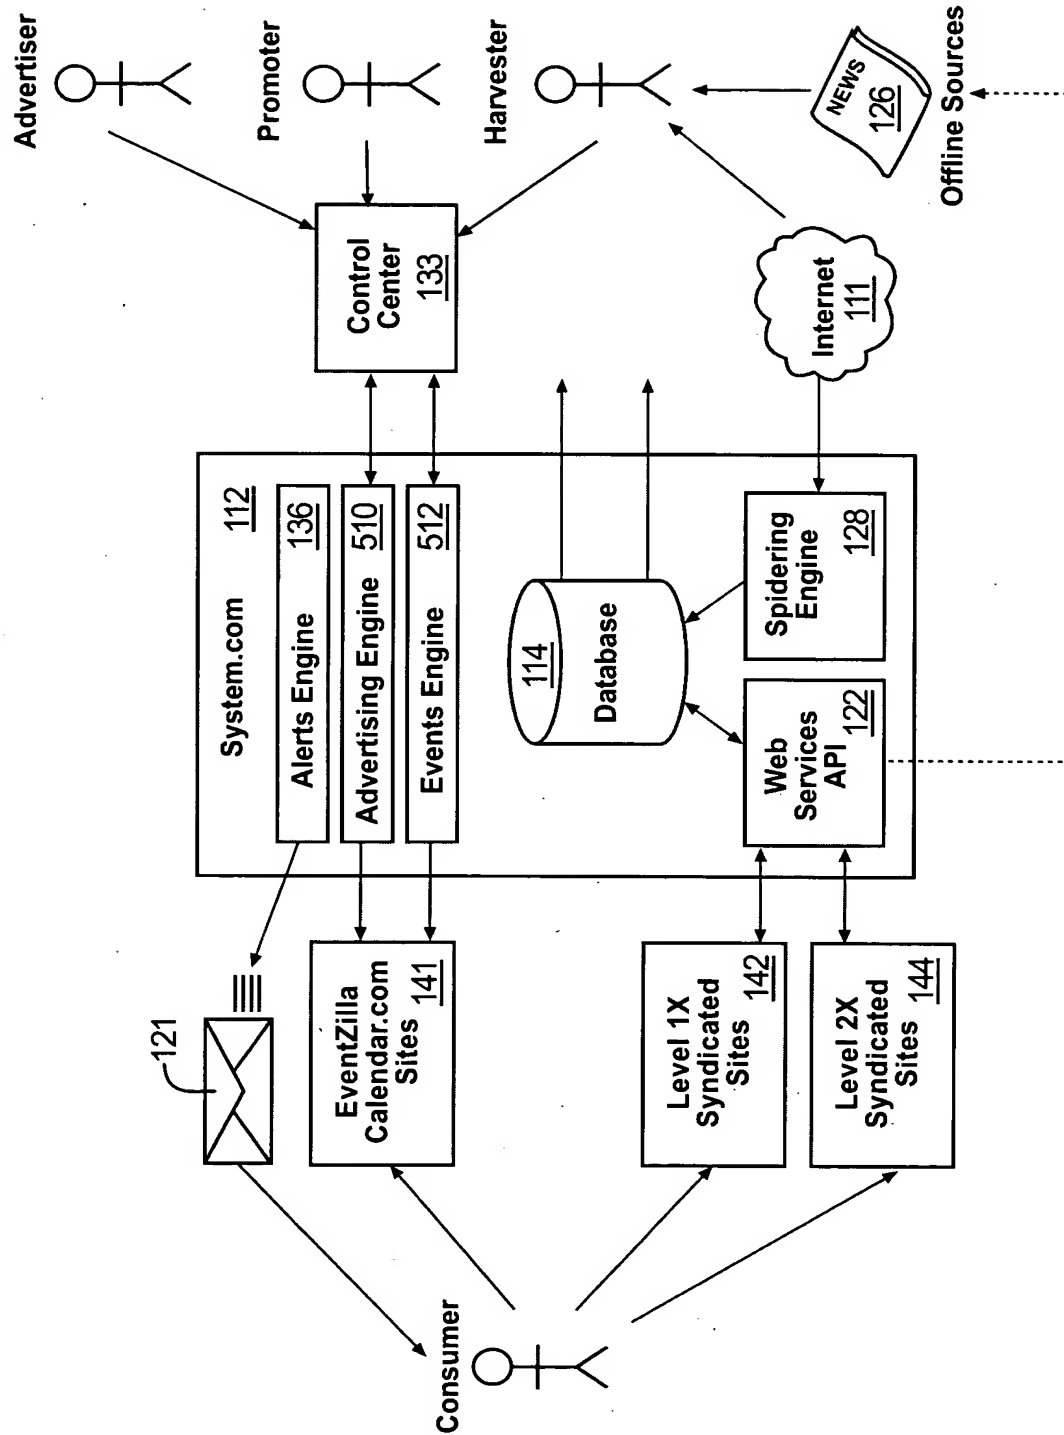 Advertiser
Promoter
Harvester
NEWS
126
Offline Sources
Control
Center
133
Internet
111
System.com
112
Alerts Engine 136
Advertising Engine 510
Events Engine 512
114
Database
Spidering
Engine
128
Web
Services
API
122
121
EventZilla
Calendar.com
Sites
141
Level 1X
Syndicated
Sites
142
Level 2X
Syndicated
Sites
144
Consumer